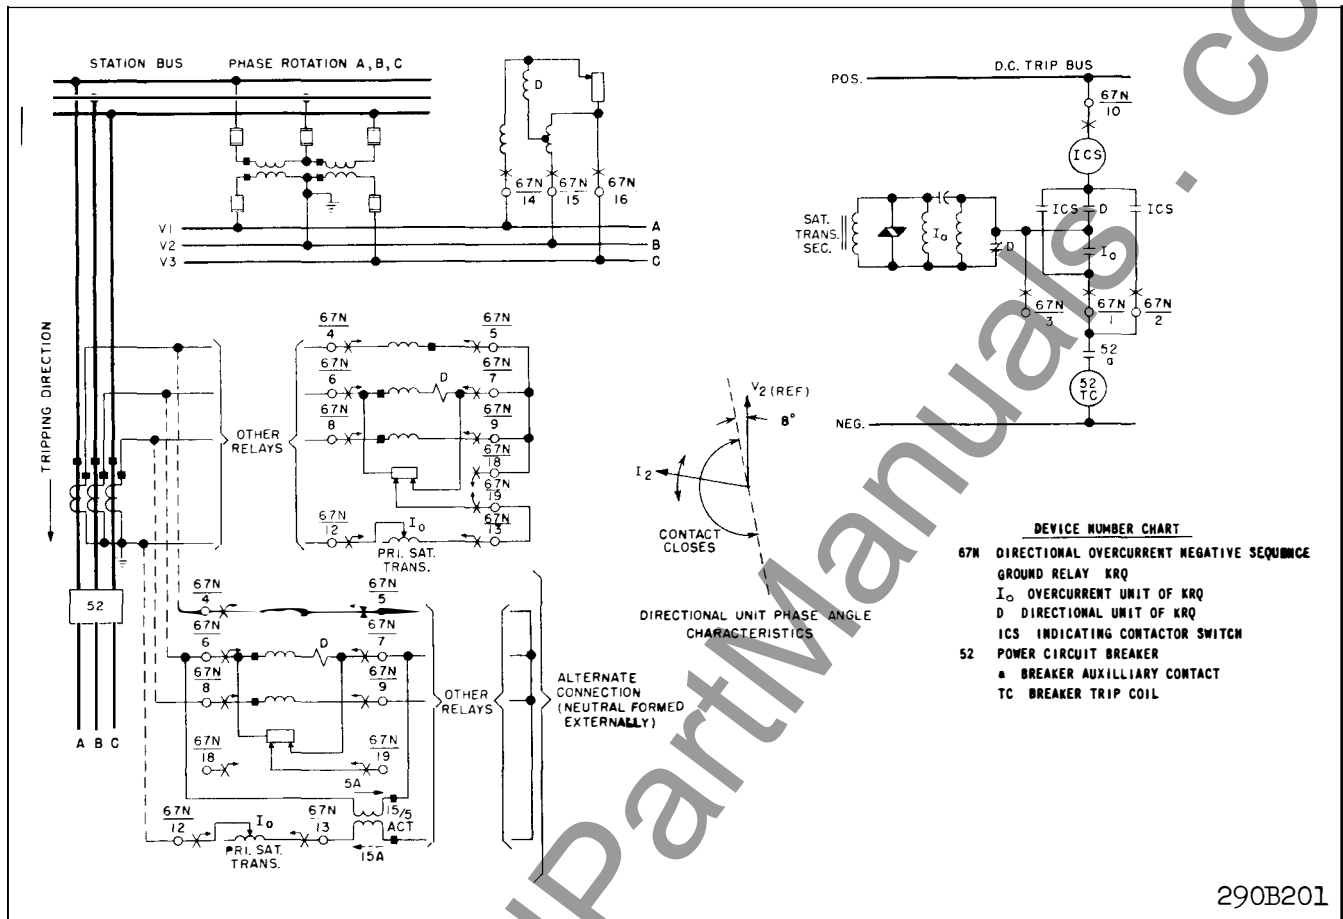 STATION BUS PHASE ROTATION A, B, C
D
67N 14
67N 15
67N 16
V1 A
V2 B
V3 C
D.C. TRIP BUS
POS.
67N 10
ICS
ICS D ICS
SAT. TRANS. SEC.
Io
D
Io
67N 3
67N 1
67N 2
52 a
52 TC
NEG.
TRIPPING DIRECTION
OTHER RELAYS
67N 4
67N 5
67N 6
D
67N 7
67N 8
67N 9
67N 18
67N 19
67N 12
Io
67N 13
PRI. SAT. TRANS.
V2 (REF)
8°
I2
CONTACT CLOSES
DIRECTIONAL UNIT PHASE ANGLE
CHARACTERISTICS
DEVICE NUMBER CHART
67N DIRECTIONAL OVERCURRENT NEGATIVE SEQUENCE
GROUND RELAY KRQ
Io OVERCURRENT UNIT OF KRQ
D DIRECTIONAL UNIT OF KRQ
ICS INDICATING CONTACTOR SWITCH
52 POWER CIRCUIT BREAKER
a BREAKER AUXILLIARY CONTACT
TC BREAKER TRIP COIL
52
A B C
67N 4
67N 5
67N 6
D
67N 7
67N 8
67N 9
67N 18
67N 19
5A
15/5 ACT
67N 12
Io
67N 13
PRI. SAT. TRANS.
15A
OTHER RELAYS
ALTERNATE
CONNECTION
(NEUTRAL FORMED
EXTERNALLY)
290B201